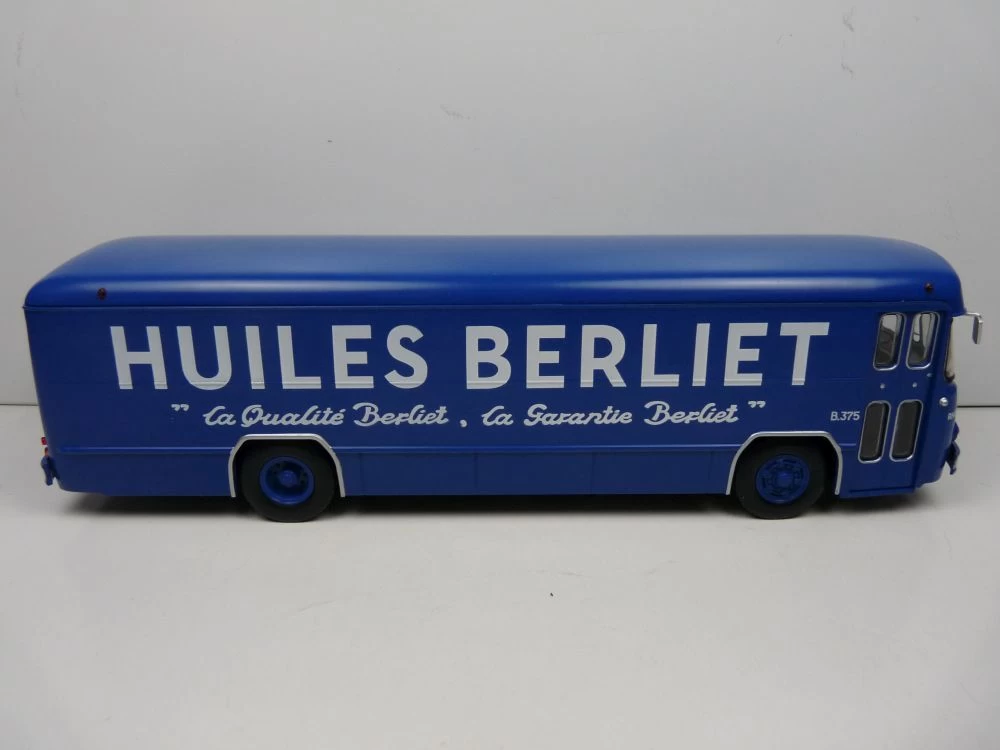 HUILES BERLIET
” La Qualité Berliet , La Garantie Berliet ”
B.375